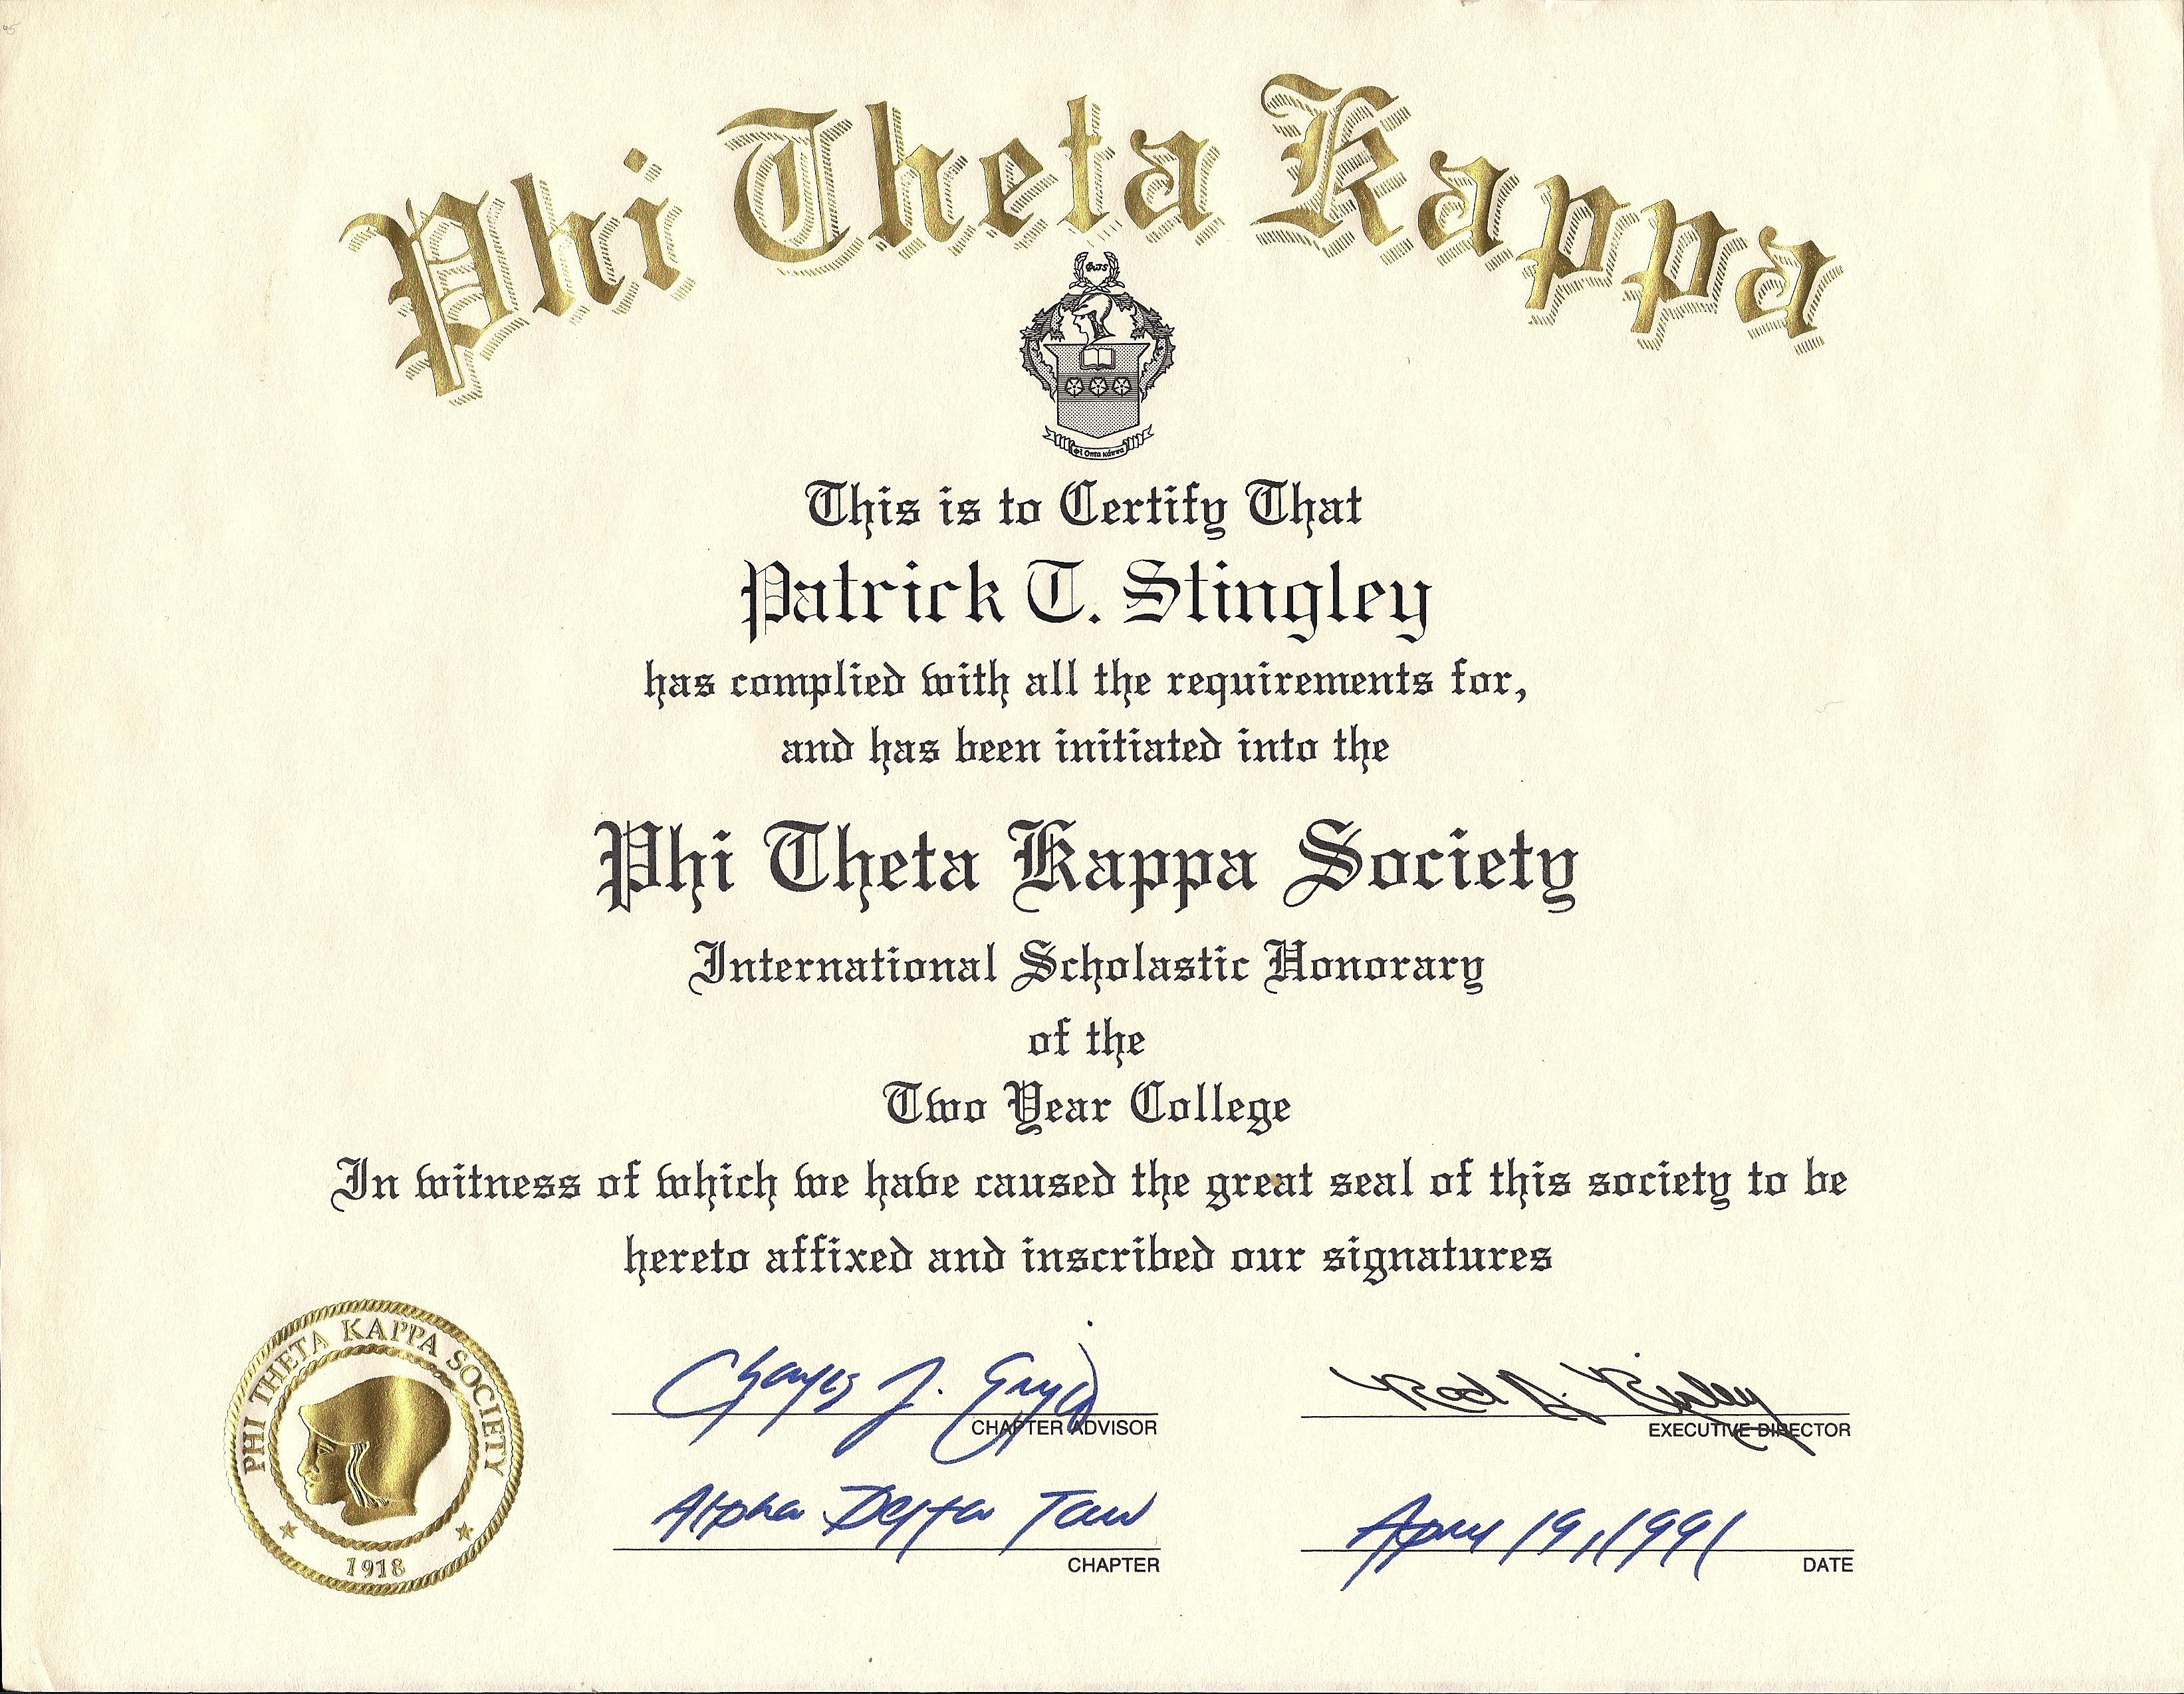 Phi Theta Kappa
This is to Certify That
Patrick T. Stingley
has complied with all the requirements for,
and has been initiated into the
Phi Theta Kappa Society
International Scholastic Honorary
of the
Two Year College
In witness of which we have caused the great seal of this society to be
hereto affixed and inscribed our signatures
PHI THETA KAPPA SOCIETY
1918
Charles J.
CHAPTER ADVISOR
Rod A. Risley
EXECUTIVE DIRECTOR
Alpha Delta Tau
CHAPTER
April 19, 1991
DATE